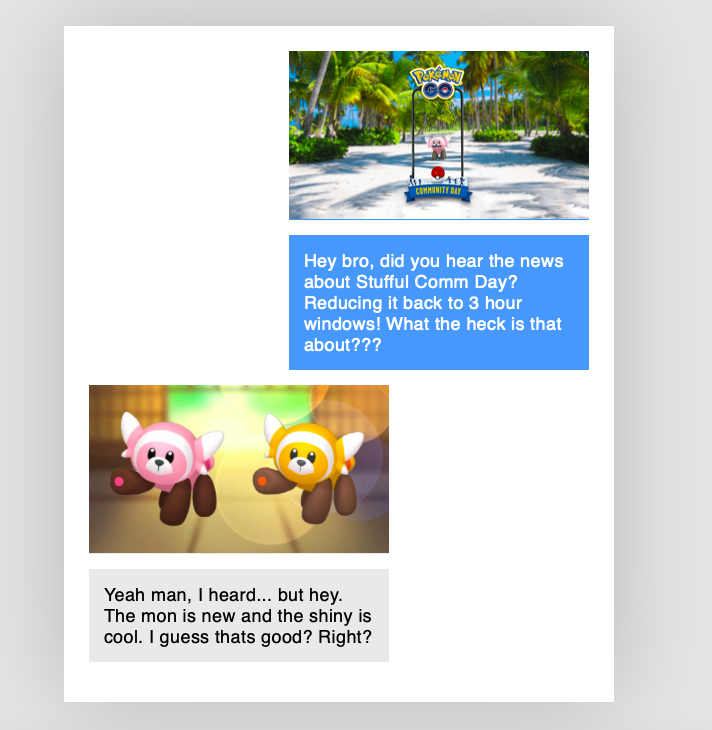 Pokémon
GO
COMMUNITY DAY
Hey bro, did you hear the news
about Stufful Comm Day?
Reducing it back to 3 hour
windows! What the heck is that
about???
Yeah man, I heard... but hey.
The mon is new and the shiny is
cool. I guess thats good? Right?